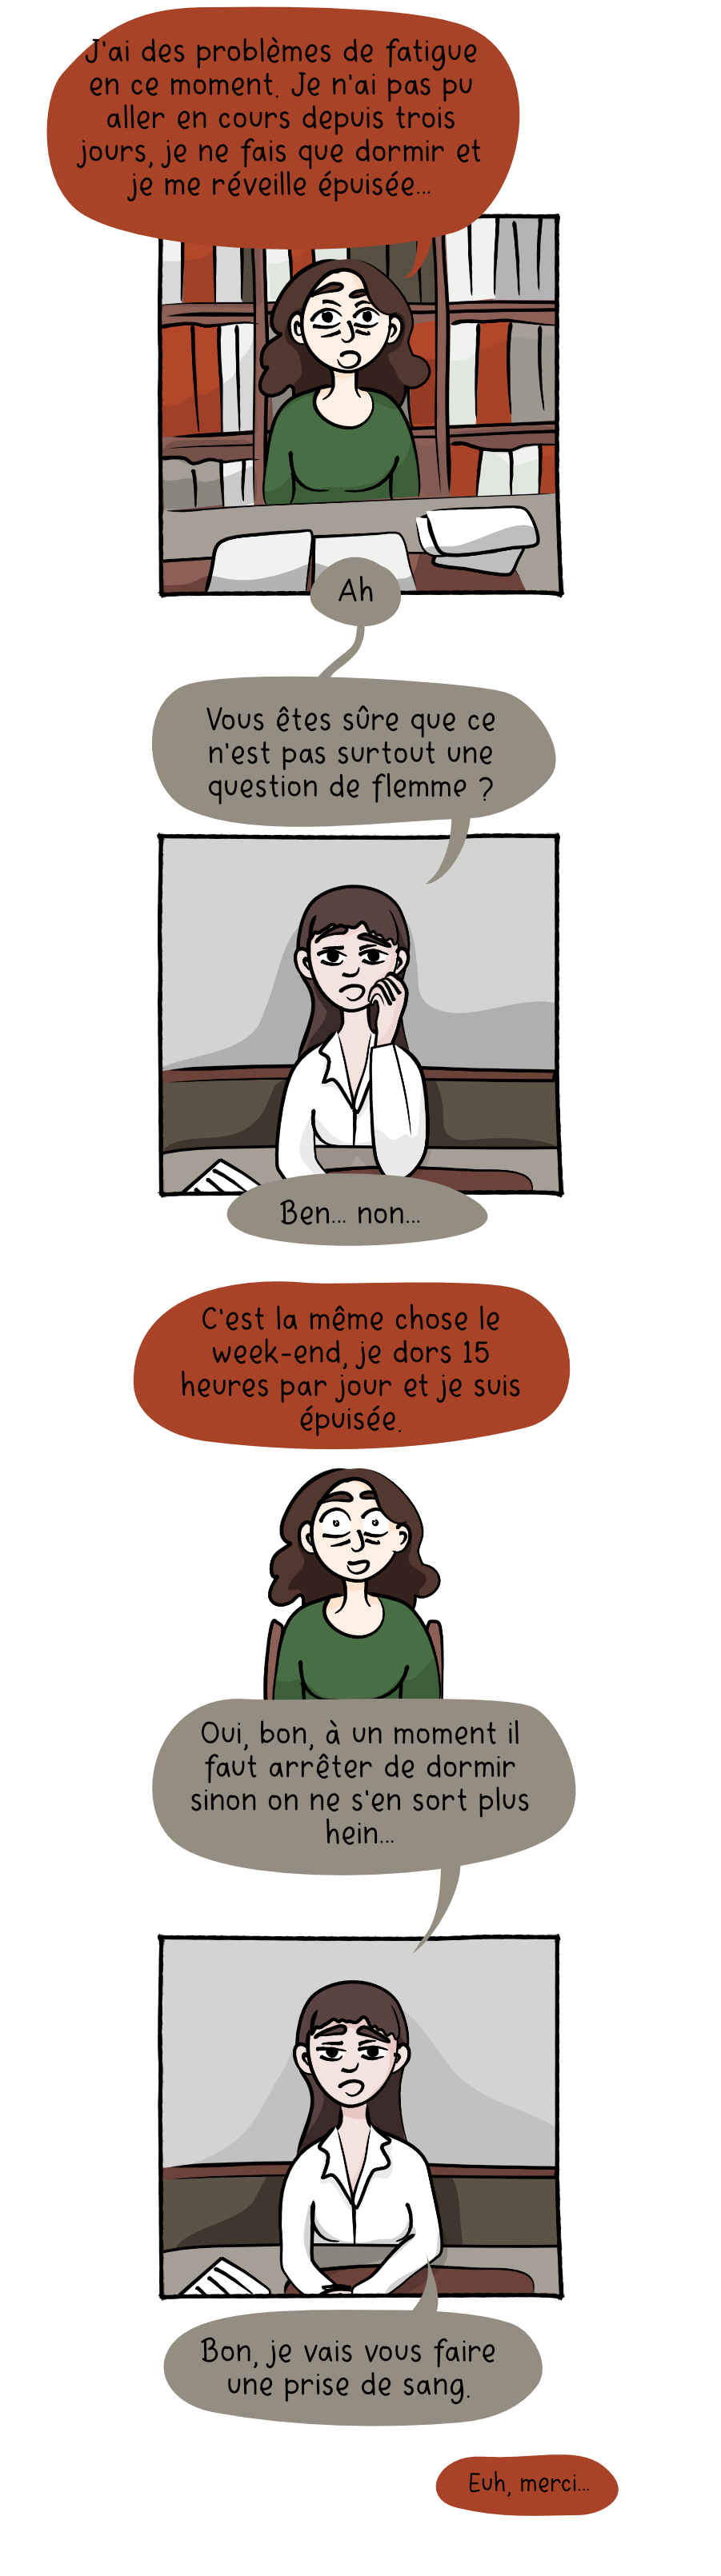 J'ai des problèmes de fatigue
en ce moment. Je n'ai pas pu
aller en cours depuis trois
jours, je ne fais que dormir et
je me réveille épuisée...
Ah
Vous êtes sûre que ce
n'est pas surtout une
question de flemme ?
Ben... non...
C'est la même chose le
week-end, je dors 15
heures par jour et je suis
épuisée.
Oui, bon, à un moment il
faut arrêter de dormir
sinon on ne s'en sort plus
hein...
Bon, je vais vous faire
une prise de sang.
Euh, merci...